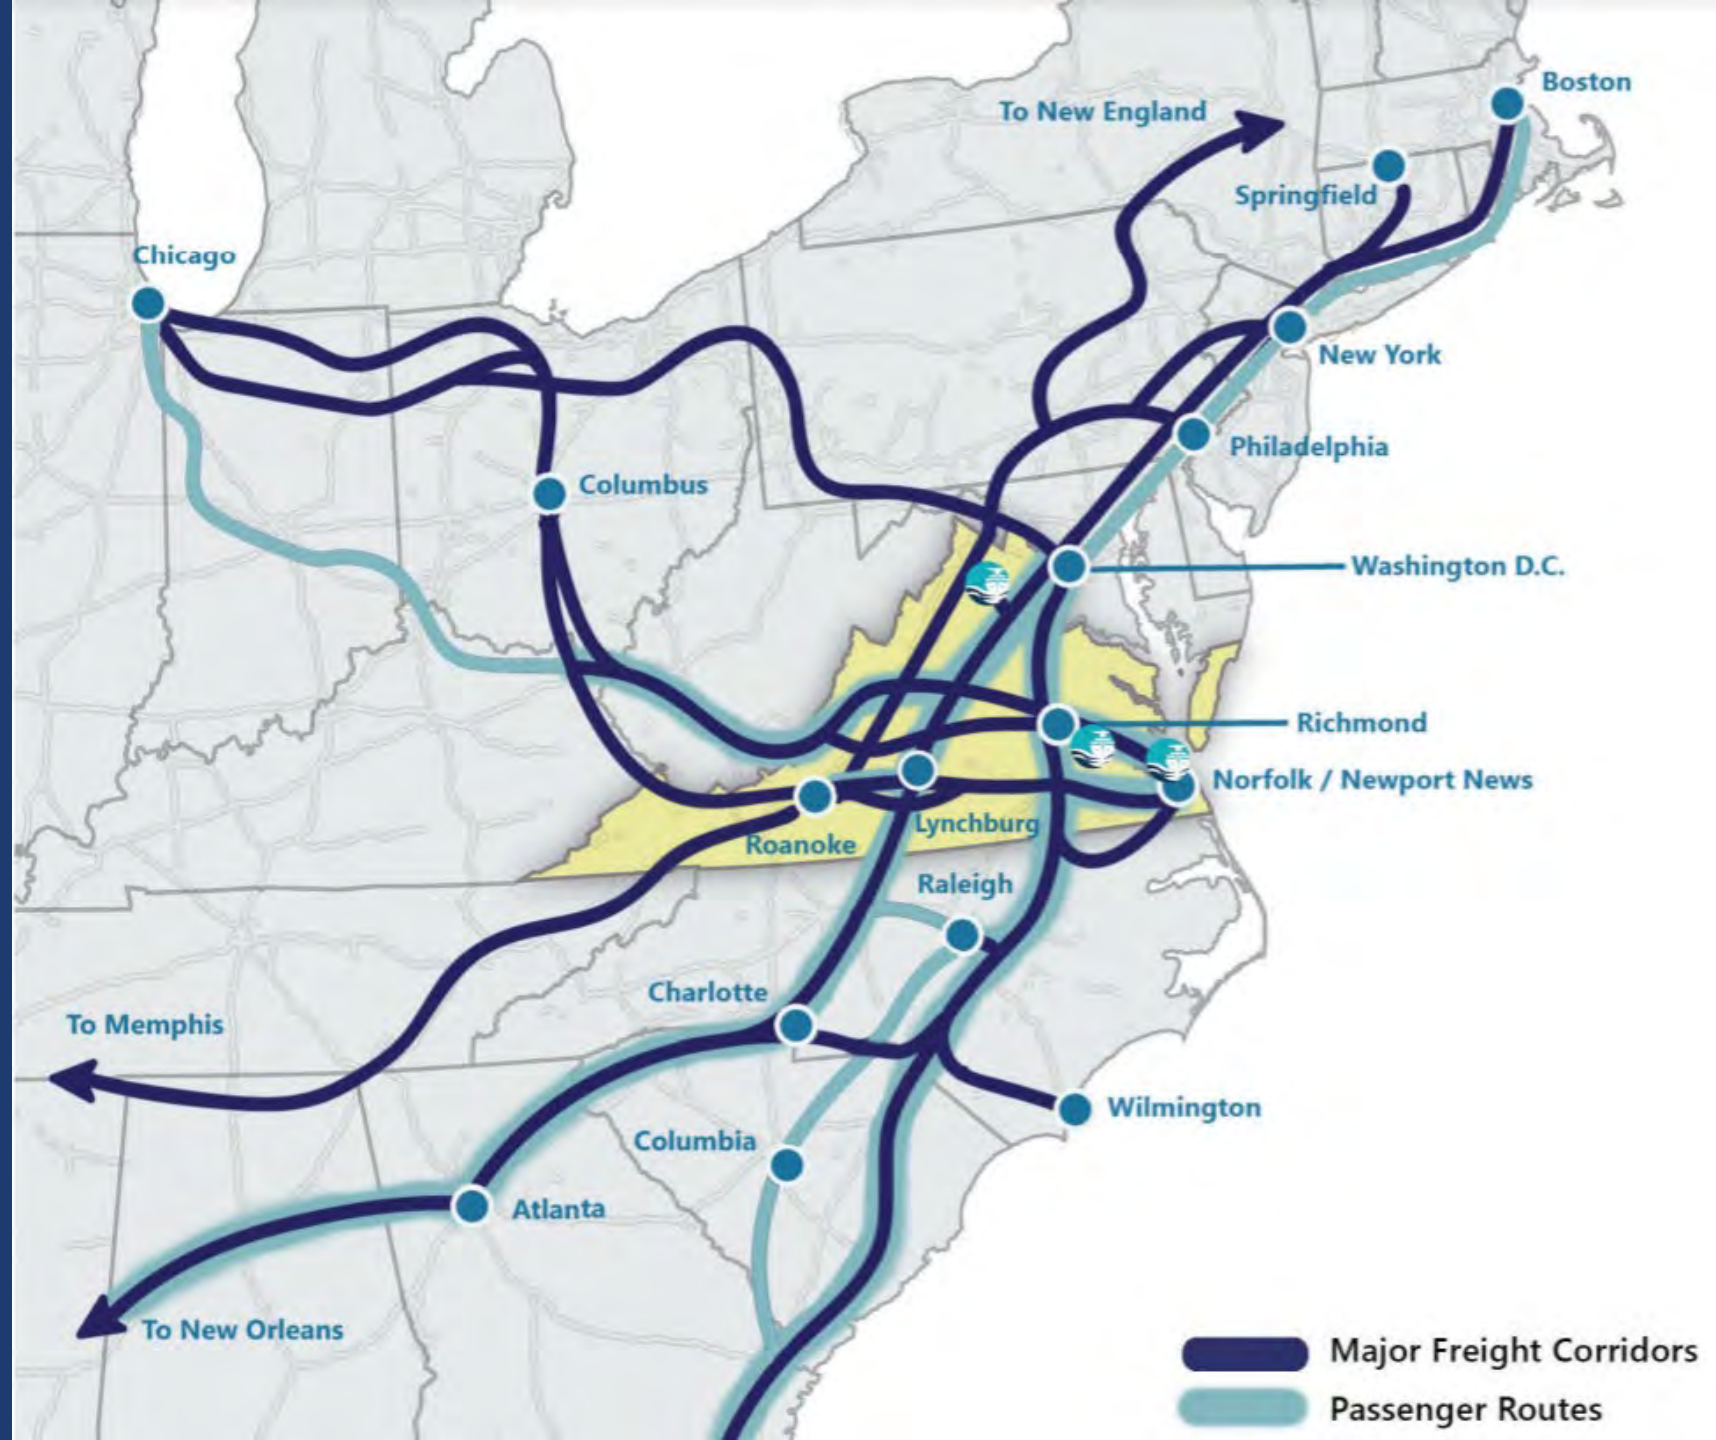 Boston
To New England
Springfield
Chicago
New York
Philadelphia
Columbus
Washington D.C.
Richmond
Norfolk / Newport News
Lynchburg
Roanoke
Raleigh
Charlotte
To Memphis
Wilmington
Columbia
Atlanta
To New Orleans
Major Freight Corridors
Passenger Routes